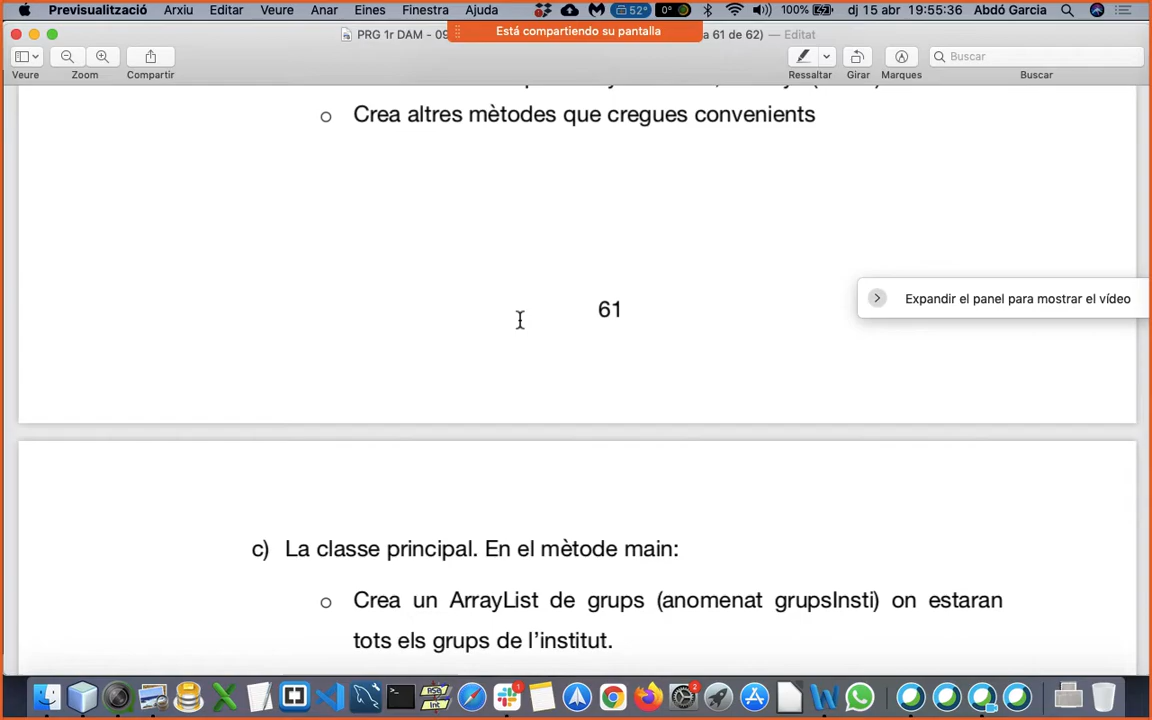 Previsualització Arxiu Editar Veure Anar Eines Finestra Ajuda 52° 0° 100% dj 15 abr 19:55:36 Abdó Garcia
Está compartiendo su pantalla
PRG 1r DAM - 09 a 61 de 62) — Editat
Buscar
Veure Zoom Compartir Ressaltar Girar Marques Buscar
o Crea altres mètodes que cregues convenients
Expandir el panel para mostrar el vídeo
61
c) La classe principal. En el mètode main:
o Crea un ArrayList de grups (anomenat grupsInsti) on estaran
tots els grups de l’institut.